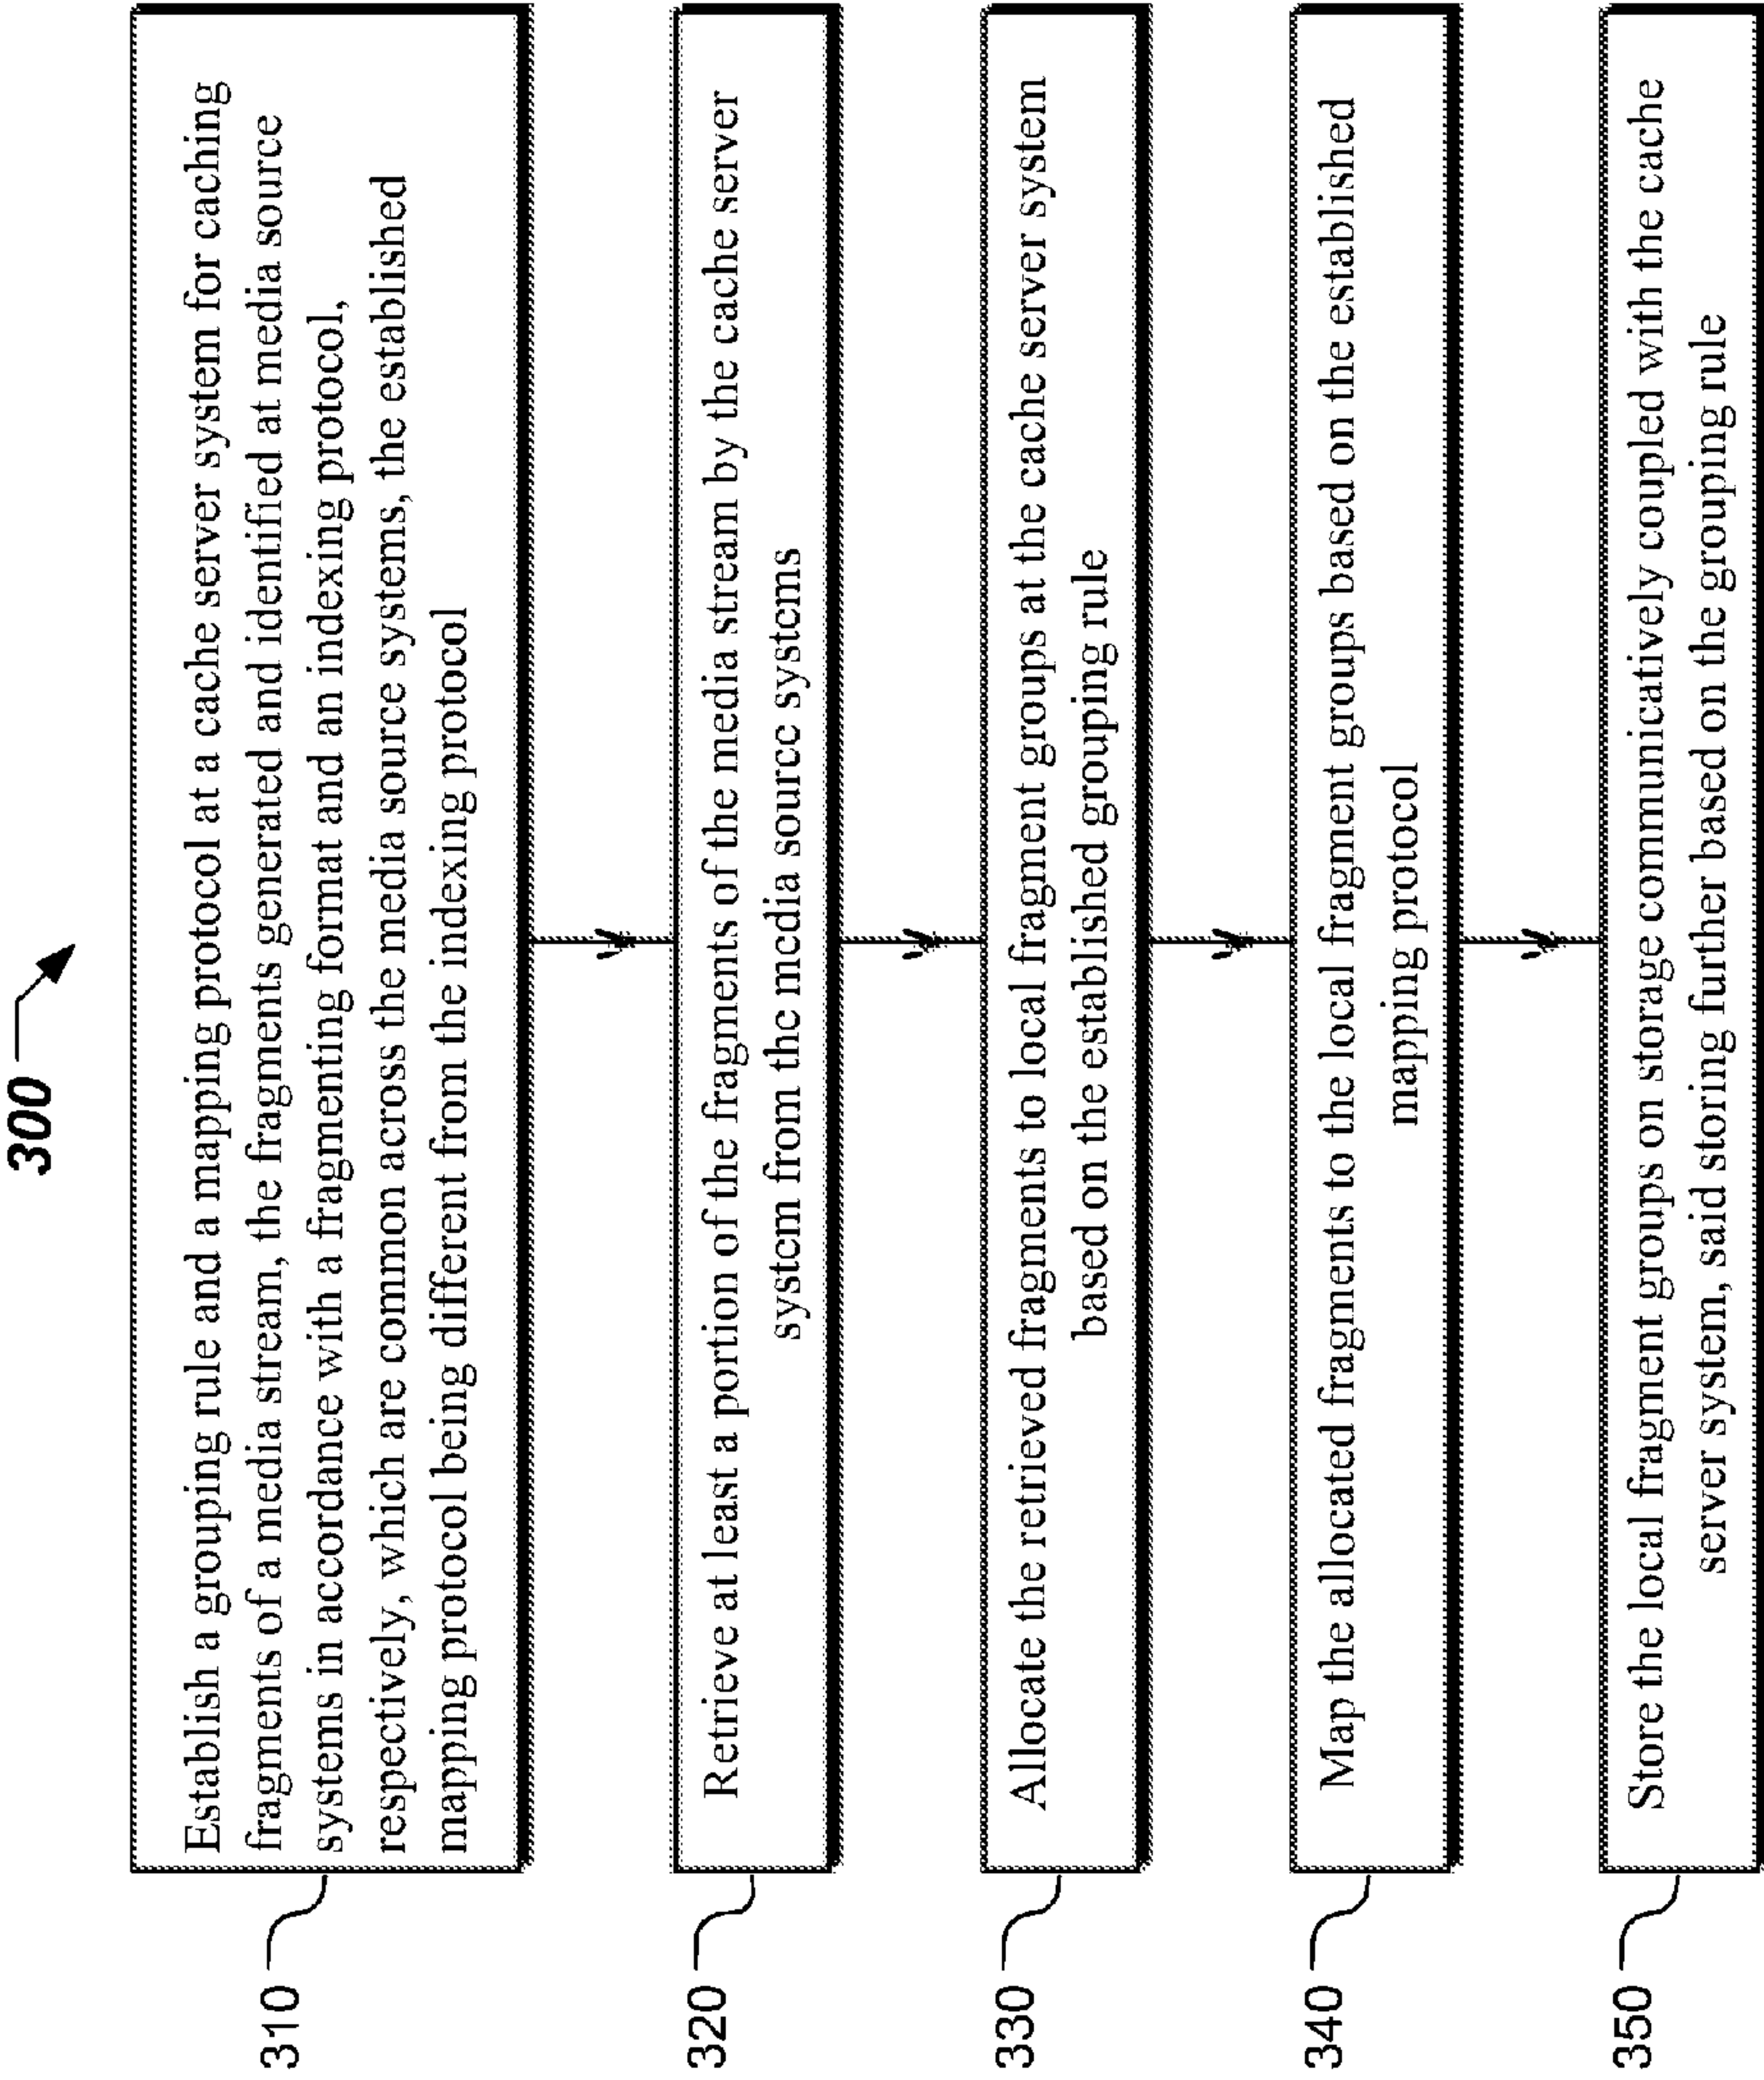 300
310
Establish a grouping rule and a mapping protocol at a cache server system for caching
fragments of a media stream, the fragments generated and identified at media source
systems in accordance with a fragmenting format and an indexing protocol,
respectively, which are common across the media source systems, the established
mapping protocol being different from the indexing protocol
320
Retrieve at least a portion of the fragments of the media stream by the cache server
system from the media source systems
330
Allocate the retrieved fragments to local fragment groups at the cache server system
based on the established grouping rule
340
Map the allocated fragments to the local fragment groups based on the established
mapping protocol
350
Store the local fragment groups on storage communicatively coupled with the cache
server system, said storing further based on the grouping rule